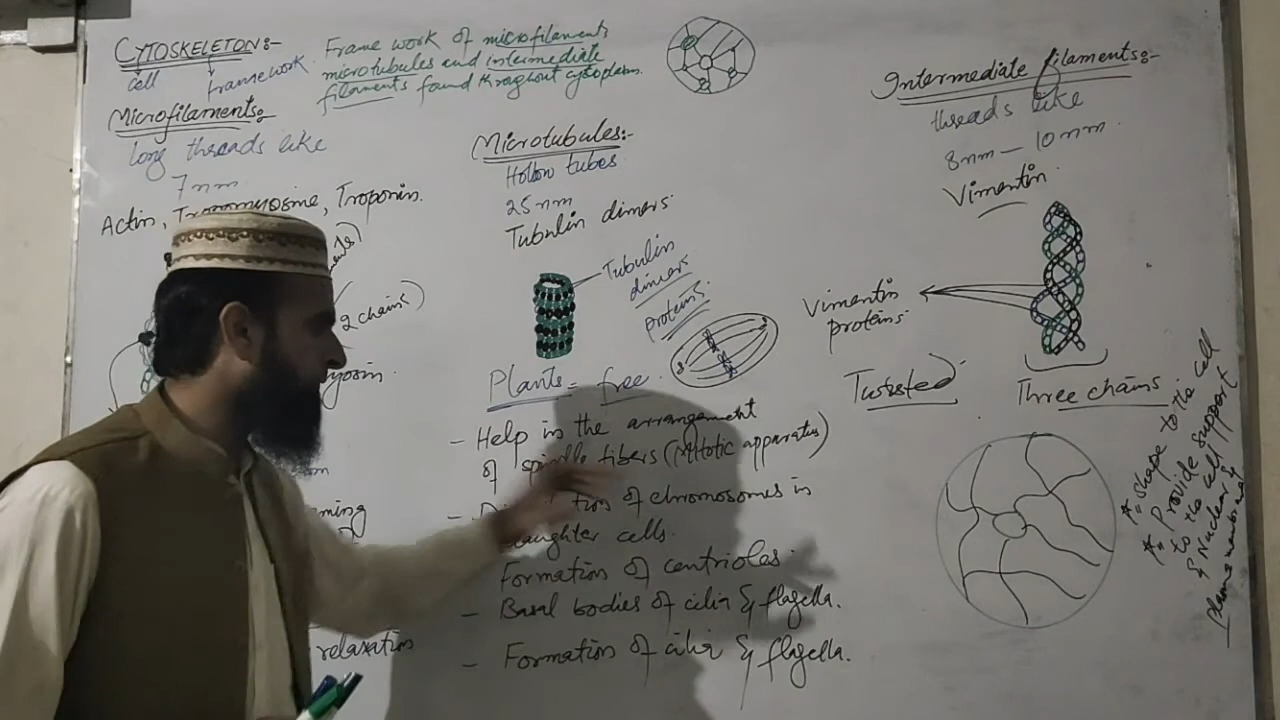 CYTOSKELETON:-
cell
framework.
Frame work of microfilaments
microtubules and intermediate
filaments found throughout cytoplasm.
Microfilaments:
long threads like
7nm
Actin, Tropomyosine, Troponin.
2 chains)
relaxation
Microtubules:-
Hollow tubes
25nm
Tubulin dimers
Tubulin
dimers
proteins.
Plants = free.
- Help in the arrangement
of spindle fibers (Mitotic apparatus)
- of chromosomes in
daughter cells.
Formation of centrioles
- Basal bodies of cilia & flagella.
- Formation of cilia & flagella.
Intermediate filaments:-
threads like
8nm - 10nm
Vimentin
Vimentin
proteins
Three chains
* shape to the cell
* Provide support
to the cell
& Nuclear &